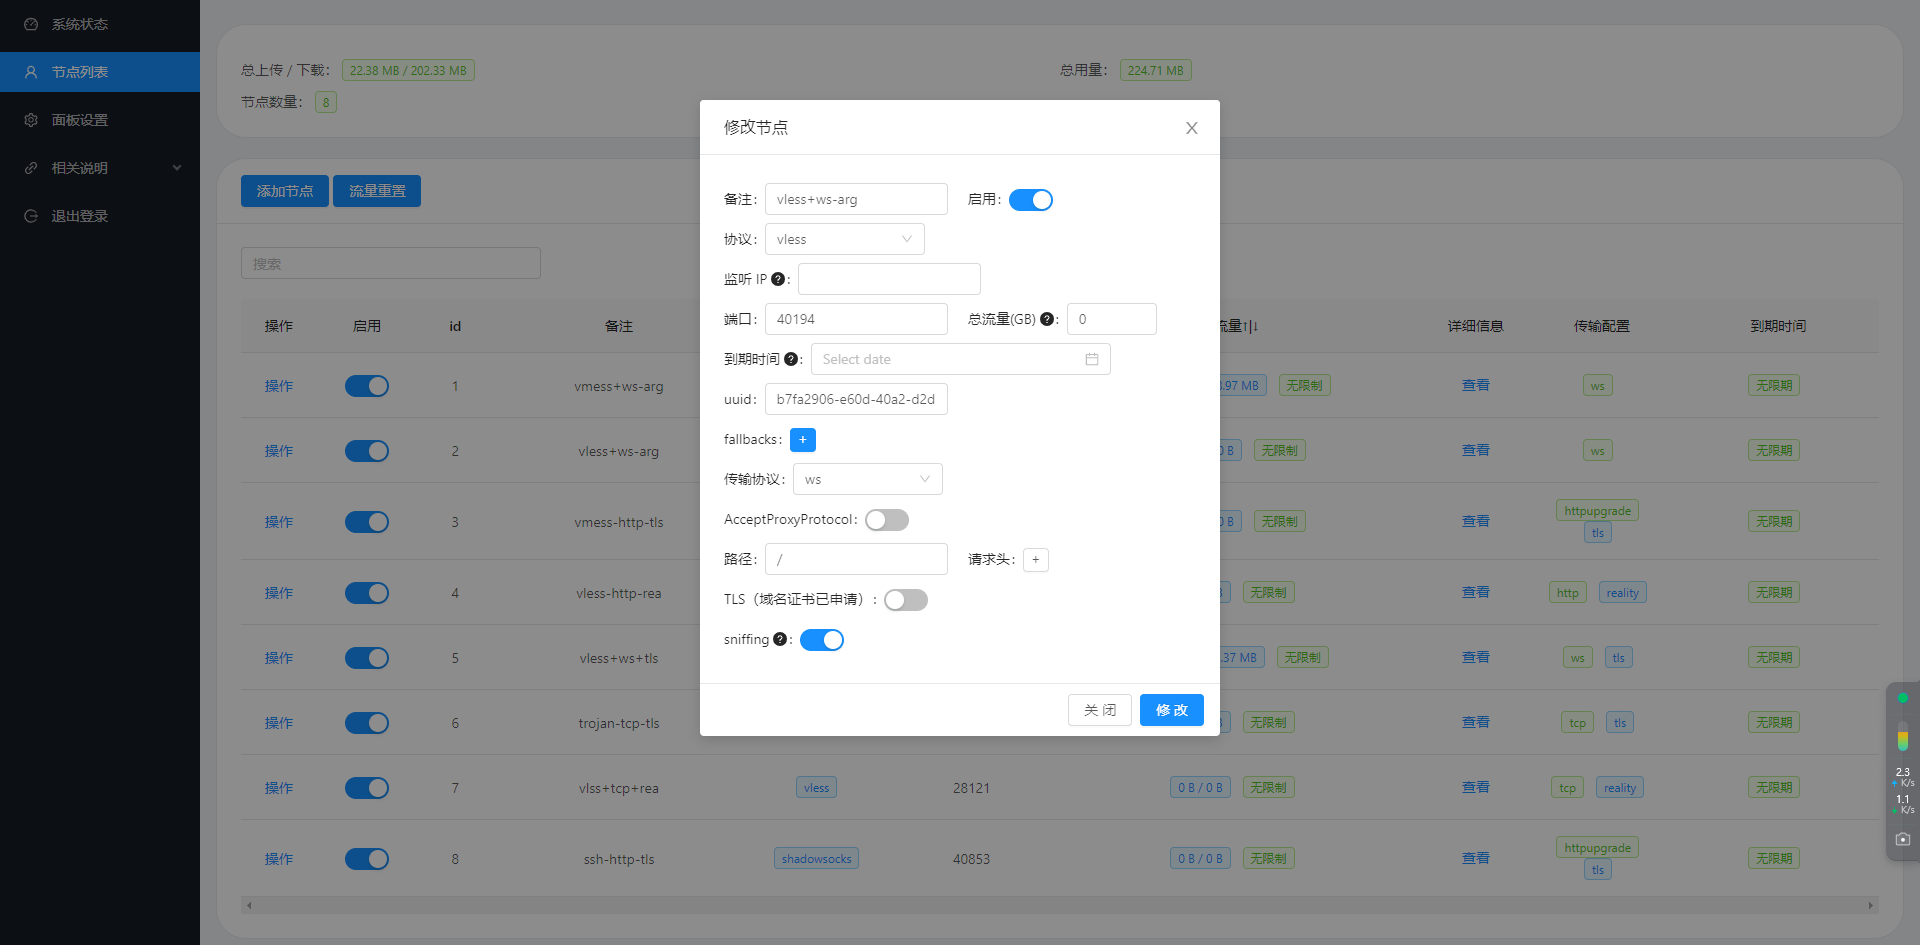 系统状态
节点列表
面板设置
相关说明
退出登录
总上传 / 下载： 22.38 MB / 202.33 MB
总用量： 224.71 MB
节点数量： 8
添加节点 流量重置
搜索
操作 启用 id 备注 流量↑|↓ 详细信息 传输配置 到期时间
操作 1 vmess+ws-arg .97 MB 无限制 查看 ws 无限期
操作 2 vless+ws-arg 0 B 无限制 查看 ws 无限期
操作 3 vmess-http-tls 0 B 无限制 查看 httpupgrade tls 无限期
操作 4 vless-http-rea 无限制 查看 http reality 无限期
操作 5 vless+ws+tls .37 MB 无限制 查看 ws tls 无限期
操作 6 trojan-tcp-tls 无限制 查看 tcp tls 无限期
操作 7 vlss+tcp+rea vless 28121 0 B / 0 B 无限制 查看 tcp reality 无限期
操作 8 ssh-http-tls shadowsocks 40853 0 B / 0 B 无限制 查看 httpupgrade tls 无限期
修改节点
备注: vless+ws-arg 启用:
协议: vless
监听 IP ? :
端口: 40194 总流量(GB) ? : 0
到期时间 ? : Select date
uuid: b7fa2906-e60d-40a2-d2d
fallbacks: +
传输协议: ws
AcceptProxyProtocol:
路径: / 请求头: +
TLS（域名证书已申请）:
sniffing ? :
关 闭 修 改
2.3
K/s
1.1
K/s